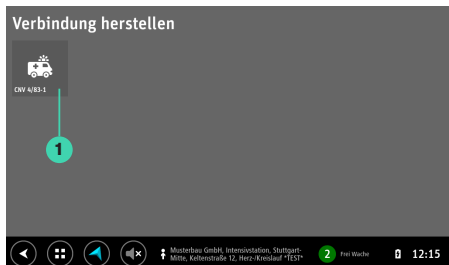 Verbindung herstellen
CNV 4/83-1
1
Musterbau GmbH, Intensivstation, Stuttgart-
Mitte, Keltenstraße 12, Herz-/Kreislauf *TEST*
2 Frei Wache 12:15